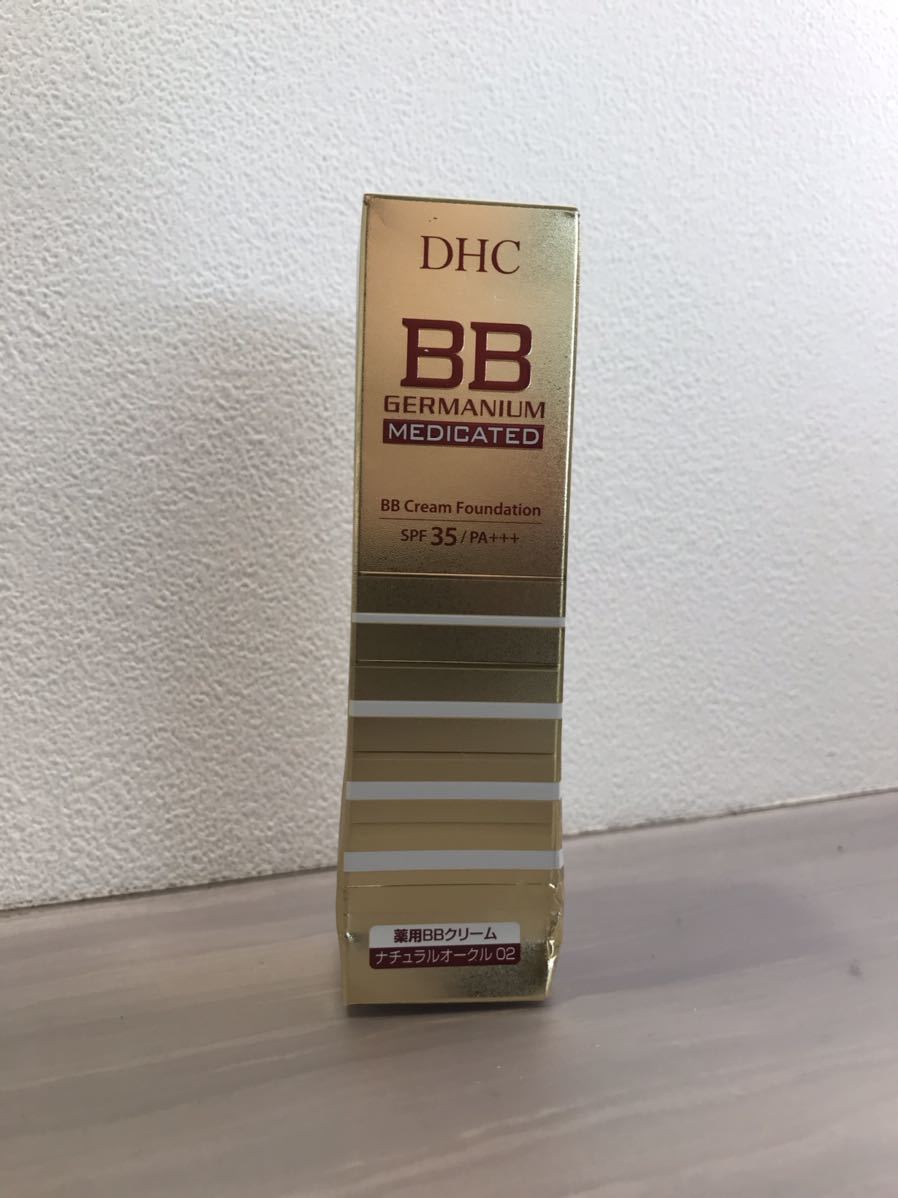 DHC
BB
GERMANIUM
MEDICATED
BB Cream Foundation
SPF 35 / PA+++
薬用BBクリーム
ナチュラルオークル 02